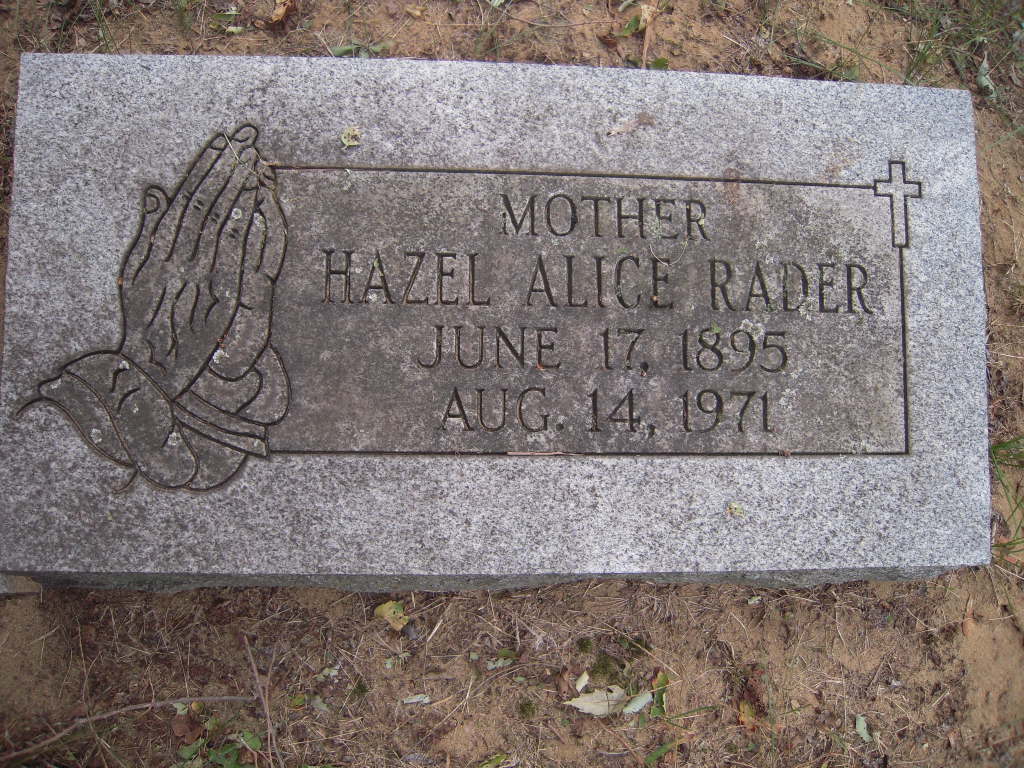 MOTHER
HAZEL ALICE RADER
JUNE 17, 1895
AUG. 14, 1971